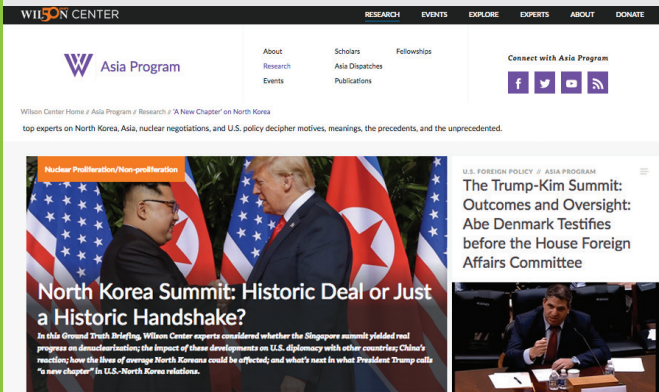 WIL50N CENTER
RESEARCH EVENTS EXPLORE EXPERTS ABOUT DONATE
W Asia Program
About Scholars Fellowships
Research Asia Dispatches
Events Publications
Connect with Asia Program
Wilson Center Home // Asia Program // Research // 'A New Chapter' on North Korea
top experts on North Korea, Asia, nuclear negotiations, and U.S. policy decipher motives, meanings, the precedents, and the unprecedented.
Nuclear Proliferation/Non-proliferation
North Korea Summit: Historic Deal or Just
a Historic Handshake?
In this Ground Truth Briefing, Wilson Center experts considered whether the Singapore summit yielded real
progress on denuclearization; the impact of these developments on U.S. diplomacy with other countries; China's
reaction; how the lives of average North Koreans could be affected; and what's next in what President Trump calls
"a new chapter" in U.S.-North Korea relations.
U.S. FOREIGN POLICY // ASIA PROGRAM
The Trump-Kim Summit:
Outcomes and Oversight:
Abe Denmark Testifies
before the House Foreign
Affairs Committee